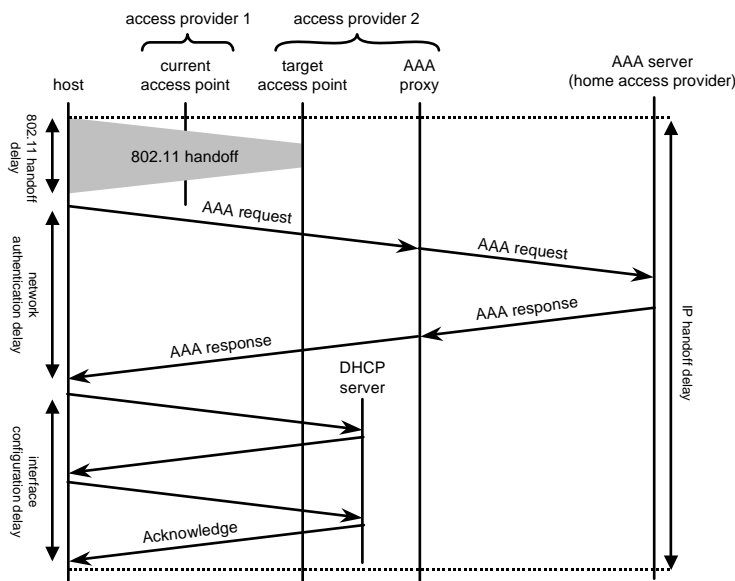 access provider 1
access provider 2
host
current
access point
target
access point
AAA
proxy
AAA server
(home access provider)
802.11 handoff
delay
802.11 handoff
AAA request
AAA request
network
authentication delay
AAA response
AAA response
IP handoff delay
DHCP
server
interface
configuration delay
Acknowledge